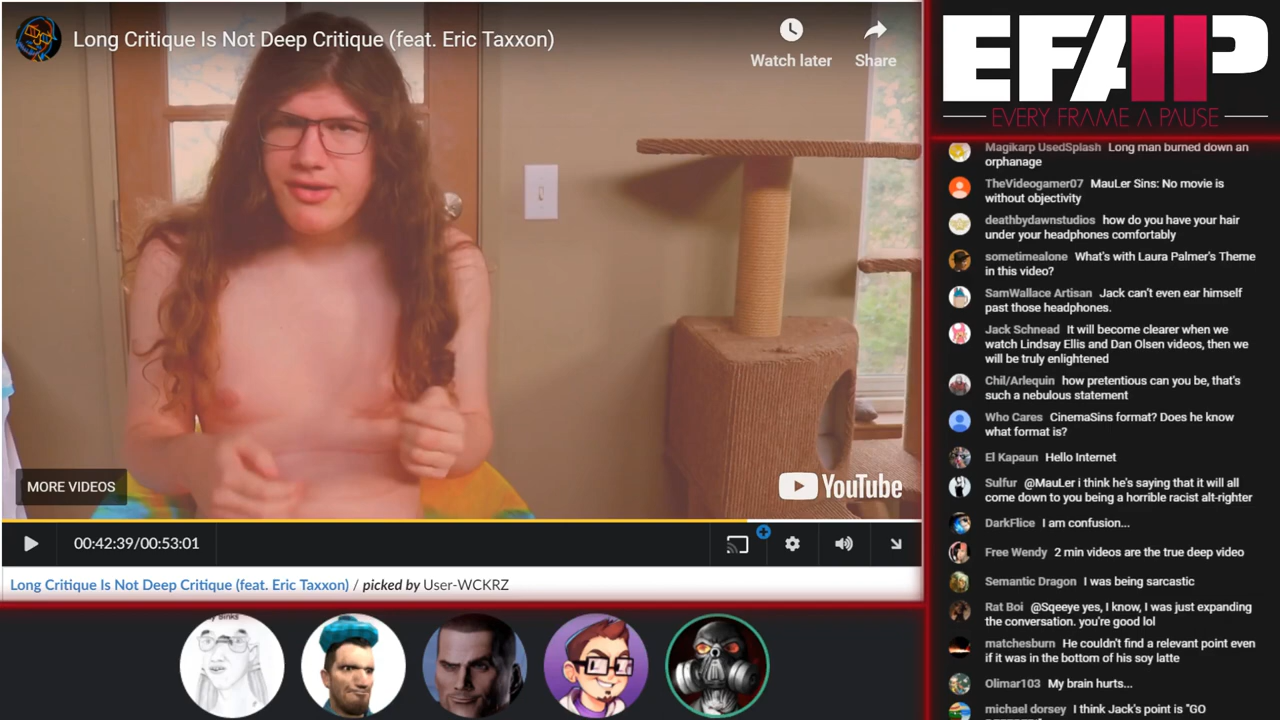 Long Critique Is Not Deep Critique (feat. Eric Taxxon)
Watch later
Share
MORE VIDEOS
YouTube
00:42:39/00:53:01
Long Critique Is Not Deep Critique (feat. Eric Taxxon) / picked by User-WCKRZ
EFAP
EVERY FRAME A PAUSE
Magikarp UsedSplash Long man burned down an
orphanage
TheVideogamer07 MauLer Sins: No movie is
without objectivity
deathbydawnstudios how do you have your hair
under your headphones comfortably
sometimealone What's with Laura Palmer's Theme
in this video?
SamWallace Artisan Jack can't even ear himself
past those headphones.
Jack Schnead It will become clearer when we
watch Lindsay Ellis and Dan Olsen videos, then we
will be truly enlightened
Chil/Arlequin how pretentious can you be, that's
such a nebulous statement
Who Cares CinemaSins format? Does he know
what format is?
El Kapaun Hello Internet
Sulfur @MauLer i think he's saying that it will all
come down to you being a horrible racist alt-righter
DarkFlice I am confusion...
Free Wendy 2 min videos are the true deep video
Semantic Dragon I was being sarcastic
Rat Boi @Sqeeye yes, I know, I was just expanding
the conversation. you're good lol
matchesburn He couldn't find a relevant point even
if it was in the bottom of his soy latte
Olimar103 My brain hurts...
michael dorsey I think Jack's point is "GO